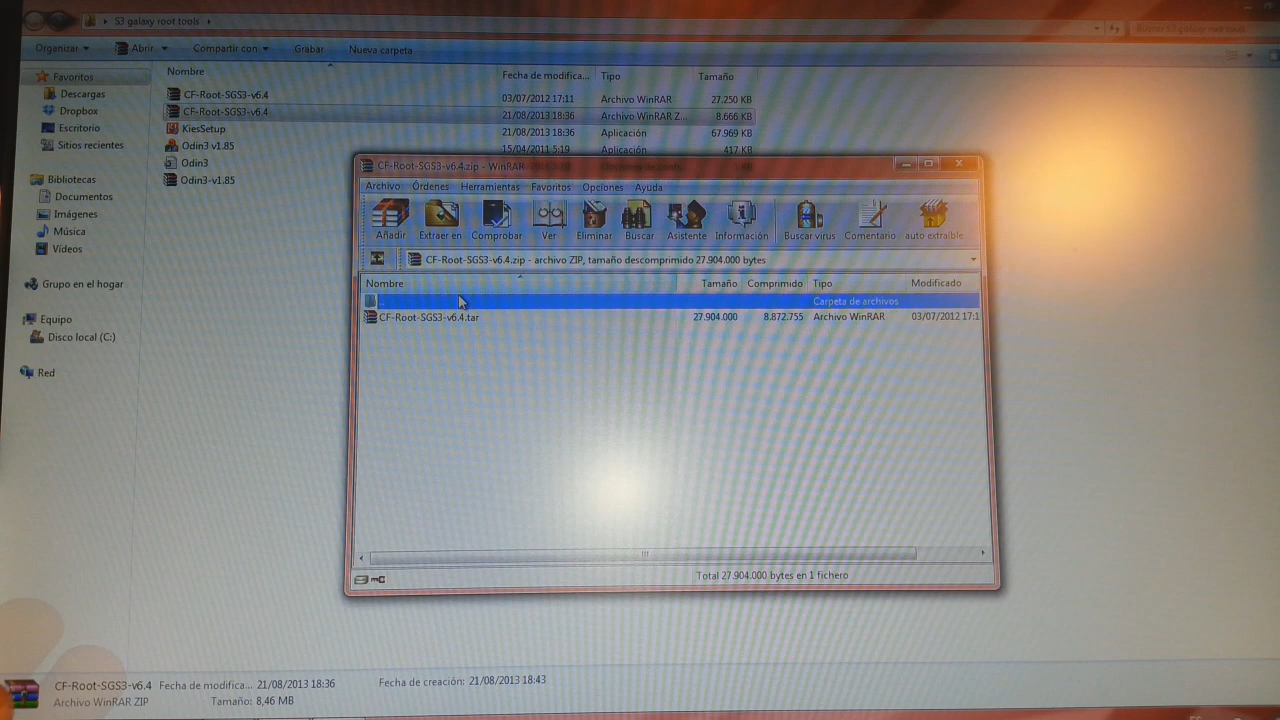 S3 galaxy root tools
Buscar S3 galaxy root tools
Organizar Abrir Compartir con Grabar Nueva carpeta
Favoritos
Descargas
Dropbox
Escritorio
Sitios recientes
Bibliotecas
Documentos
Imágenes
Música
Vídeos
Grupo en el hogar
Equipo
Disco local (C:)
Red
Nombre Fecha de modifica... Tipo Tamaño
CF-Root-SGS3-v6.4 03/07/2012 17:11 Archivo WinRAR 27.250 KB
CF-Root-SGS3-v6.4 21/08/2013 18:36 Archivo WinRAR Z... 8.666 KB
KiesSetup 21/08/2013 18:36 Aplicación 67.969 KB
Odin3 v1.85 15/04/2011 5:19 Aplicación 417 KB
Odin3
Odin3-v1.85
CF-Root-SGS3-v6.4.zip - WinRAR
Archivo Órdenes Herramientas Favoritos Opciones Ayuda
Añadir Extraer en Comprobar Ver Eliminar Buscar Asistente Información Buscar virus Comentario auto extraíble
CF-Root-SGS3-v6.4.zip - archivo ZIP, tamaño descomprimido 27.904.000 bytes
Nombre Tamaño Comprimido Tipo Modificado
.. Carpeta de archivos
CF-Root-SGS3-v6.4.tar 27.904.000 8.872.755 Archivo WinRAR 03/07/2012 17:1
Total 27.904.000 bytes en 1 fichero
CF-Root-SGS3-v6.4 Fecha de modifica... 21/08/2013 18:36 Fecha de creación: 21/08/2013 18:43
Archivo WinRAR ZIP Tamaño: 8,46 MB